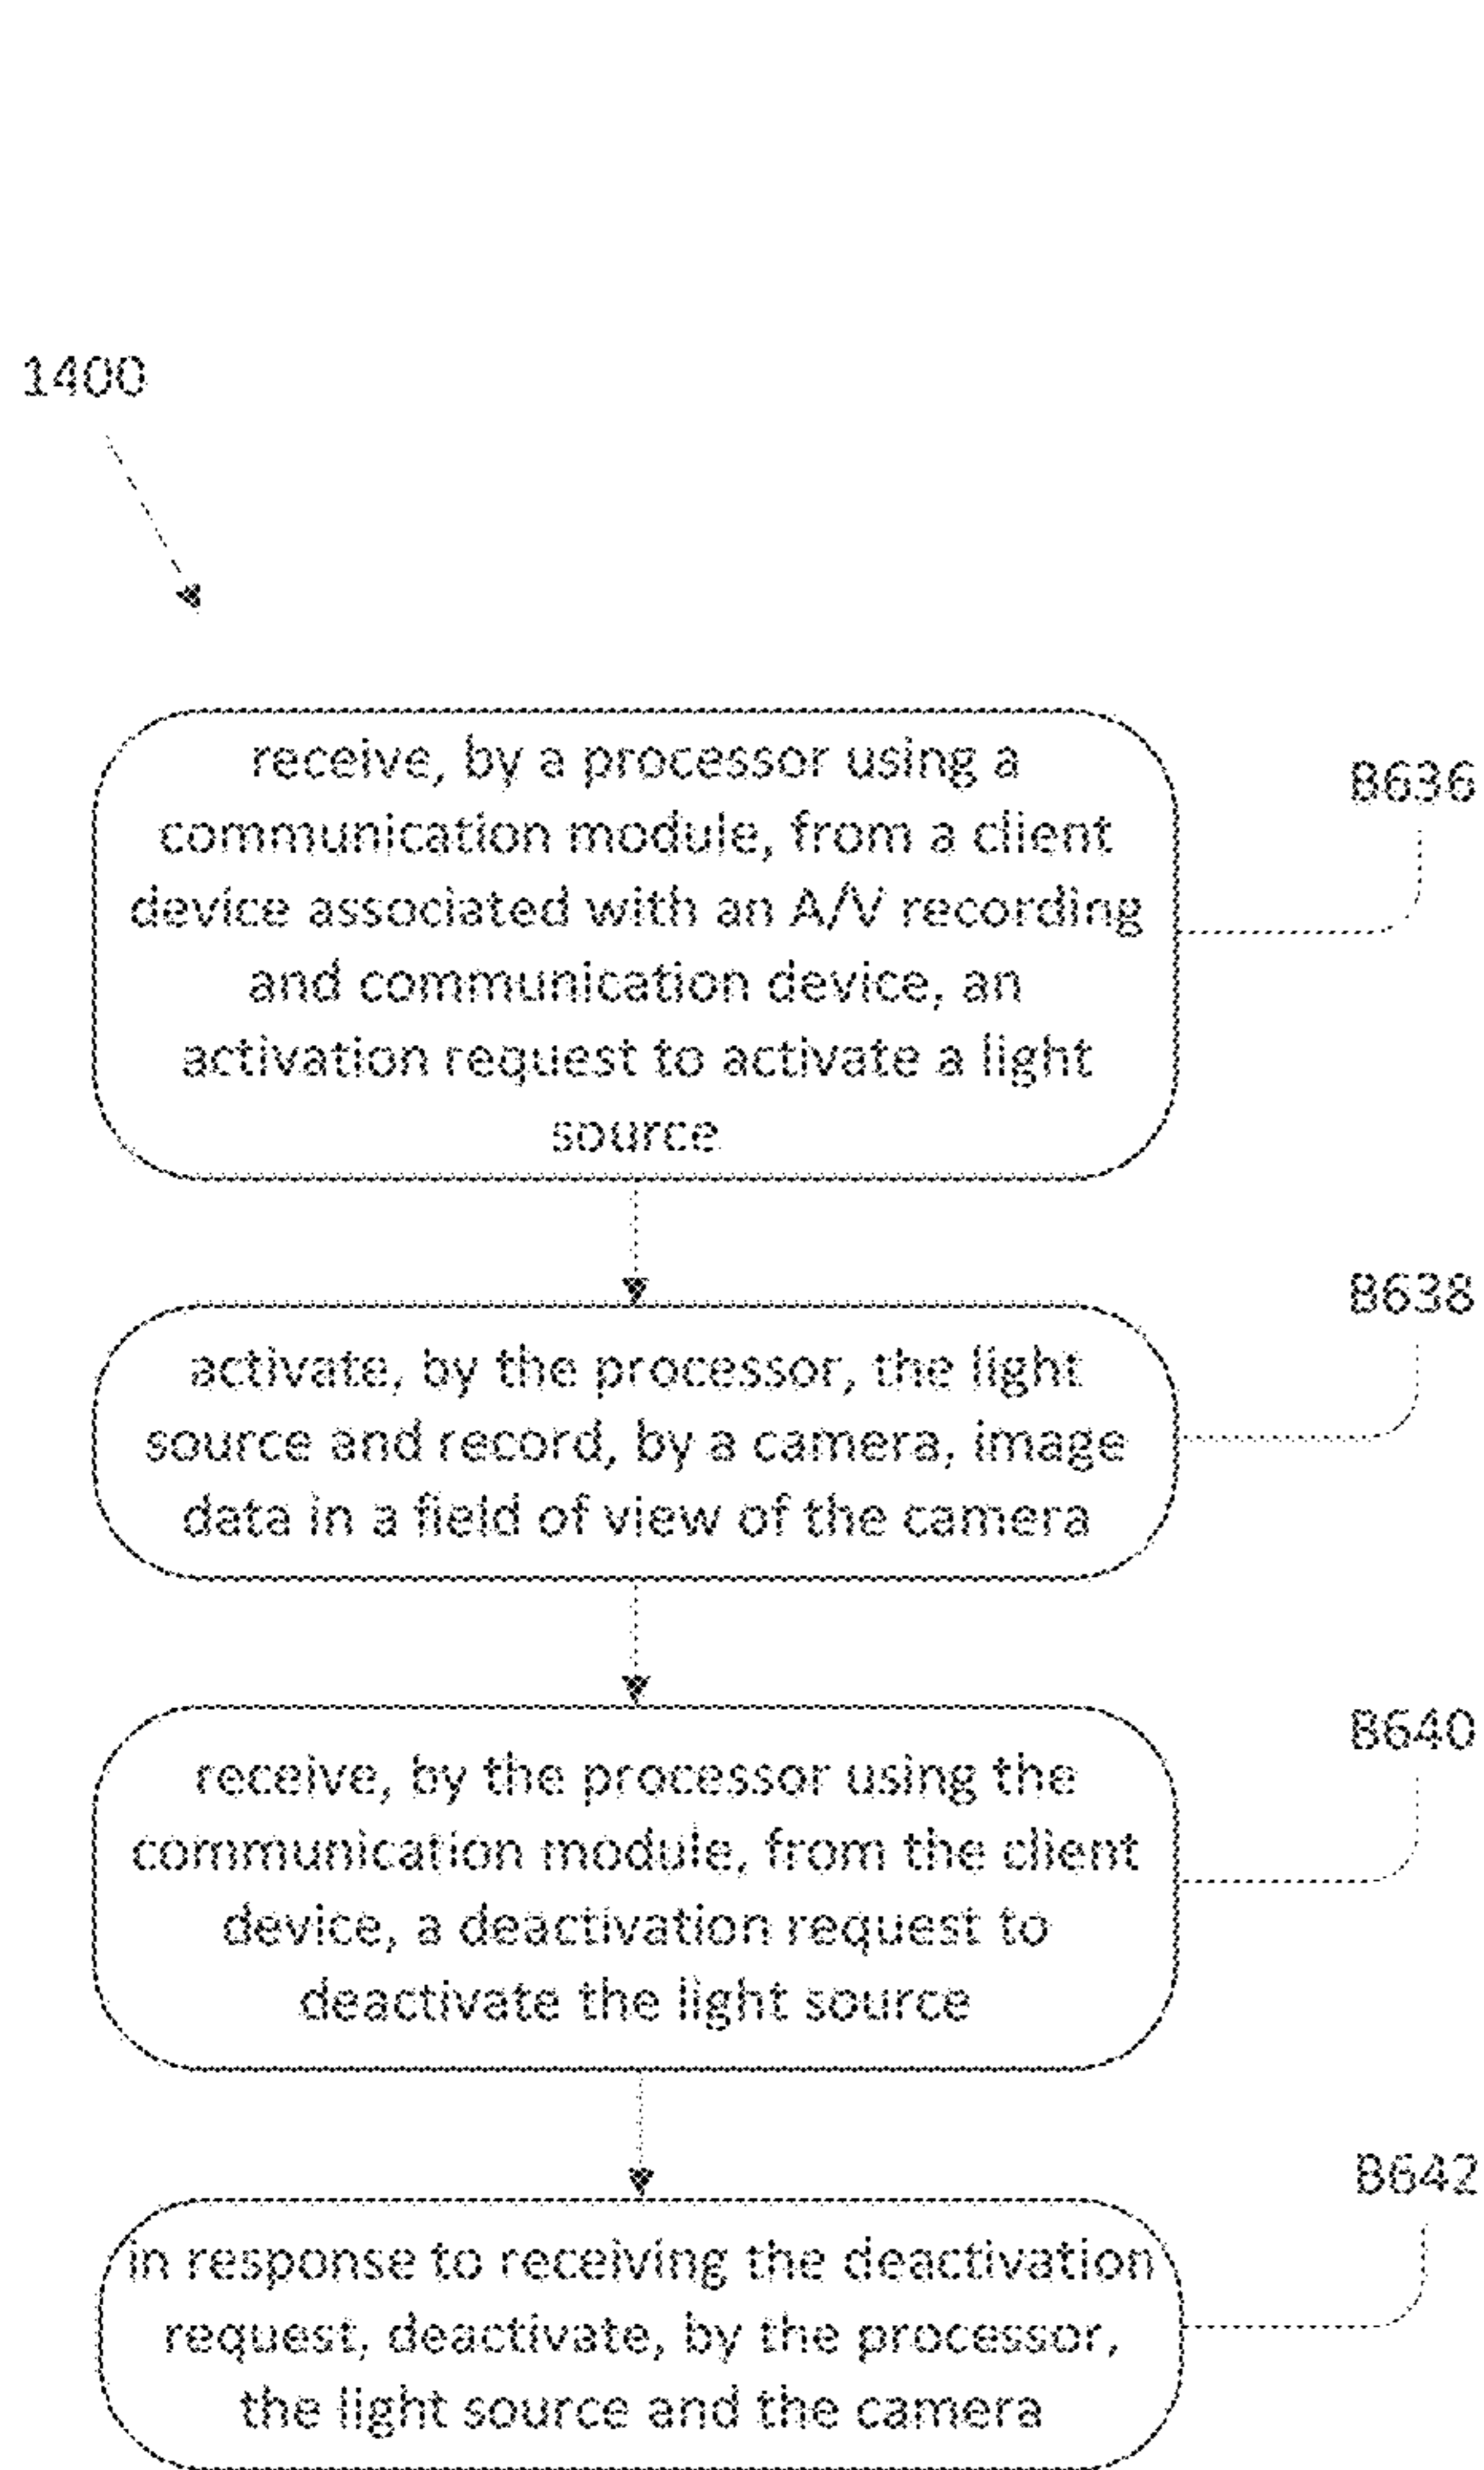 1400
receive, by a processor using a
communication module, from a client
device associated with an A/V recording
and communication device, an
activation request to activate a light
source
B636
activate, by the processor, the light
source and record, by a camera, image
data in a field of view of the camera
B638
receive, by the processor using the
communication module, from the client
device, a deactivation request to
deactivate the light source
B640
in response to receiving the deactivation
request, deactivate, by the processor,
the light source and the camera
B642